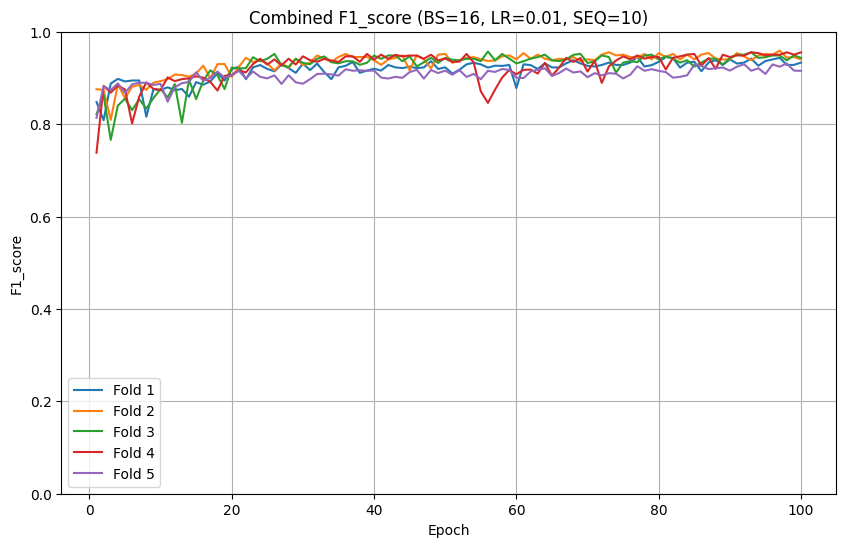 Combined F1_score (BS=16, LR=0.01, SEQ=10)
F1_score
1.0
0.8
0.6
0.4
0.2
0.0
Fold 1
Fold 2
Fold 3
Fold 4
Fold 5
0 20 40 60 80 100
Epoch